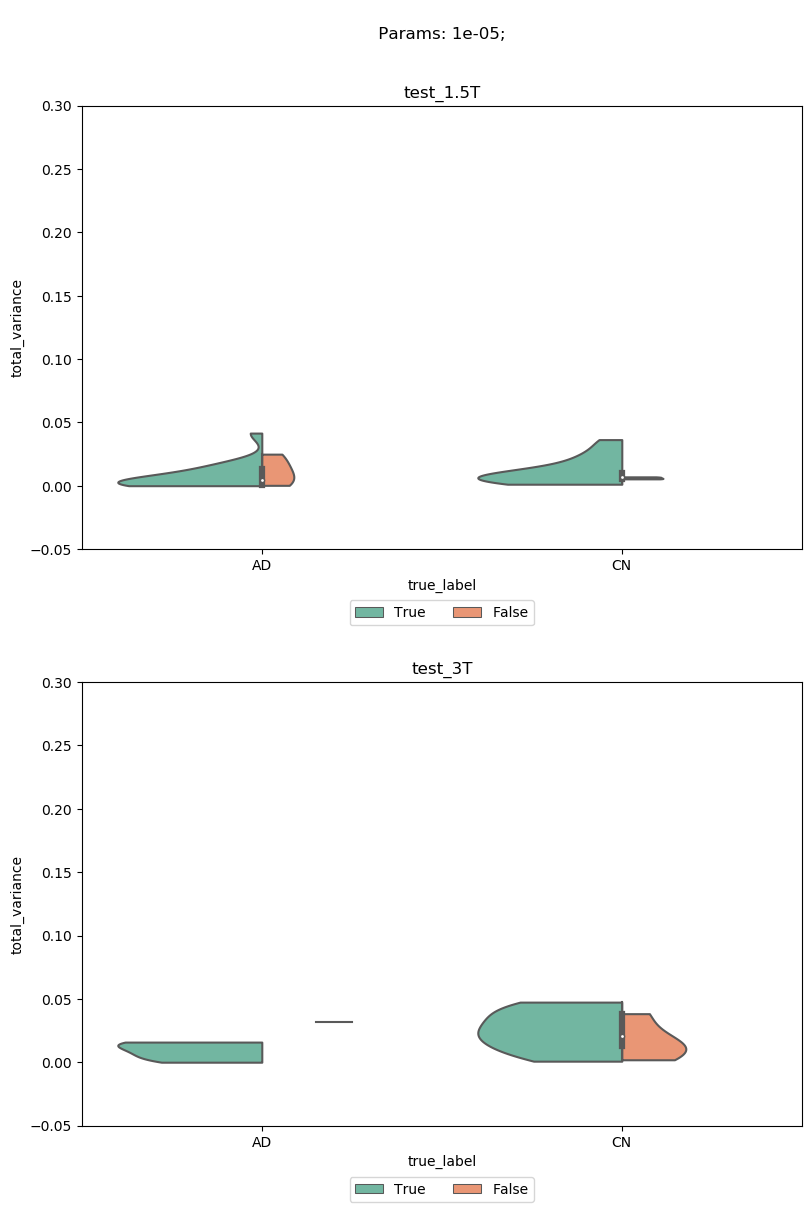 Params: 1e-05;
test_1.5T
0.30
0.25
0.20
0.15
0.10
0.05
0.00
−0.05
total_variance
AD CN
true_label
True False
test_3T
0.30
0.25
0.20
0.15
0.10
0.05
0.00
−0.05
total_variance
AD CN
true_label
True False